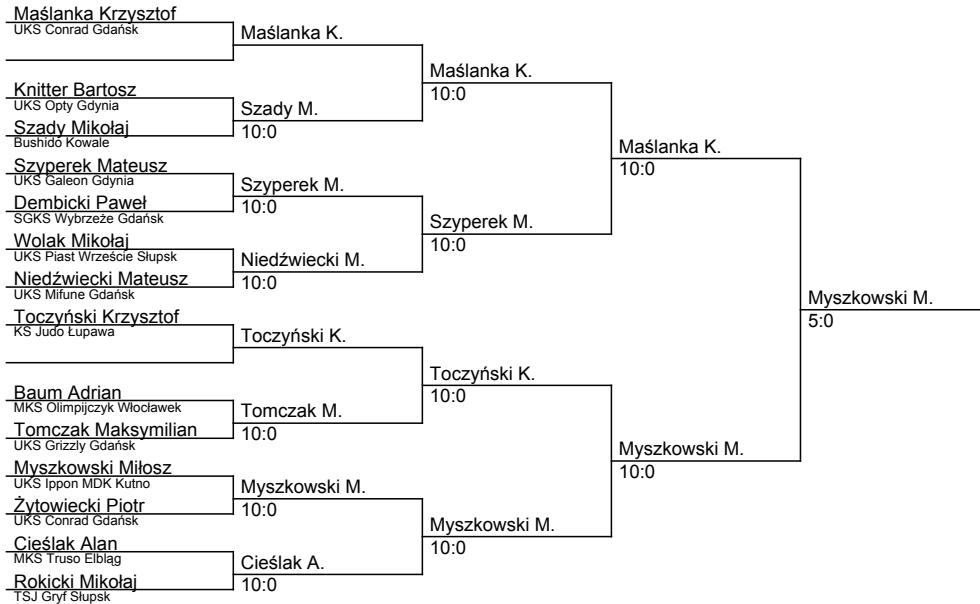 Maślanka Krzysztof
UKS Conrad Gdańsk
Knitter Bartosz
UKS Opty Gdynia
Szady Mikołaj
Bushido Kowale
Szyperek Mateusz
UKS Galeon Gdynia
Dembicki Paweł
SGKS Wybrzeże Gdańsk
Wolak Mikołaj
UKS Piast Wrzeście Słupsk
Niedźwiecki Mateusz
UKS Mifune Gdańsk
Toczyński Krzysztof
KS Judo Łupawa
Baum Adrian
MKS Olimpijczyk Włocławek
Tomczak Maksymilian
UKS Grizzly Gdańsk
Myszkowski Miłosz
UKS Ippon MDK Kutno
Żytowiecki Piotr
UKS Conrad Gdańsk
Cieślak Alan
MKS Truso Elbląg
Rokicki Mikołaj
TSJ Gryf Słupsk
Maślanka K.
Szady M.
10:0
Szyperek M.
10:0
Niedźwiecki M.
10:0
Toczyński K.
Tomczak M.
10:0
Myszkowski M.
10:0
Cieślak A.
10:0
Maślanka K.
10:0
Szyperek M.
10:0
Toczyński K.
10:0
Myszkowski M.
10:0
Maślanka K.
10:0
Myszkowski M.
10:0
Myszkowski M.
5:0